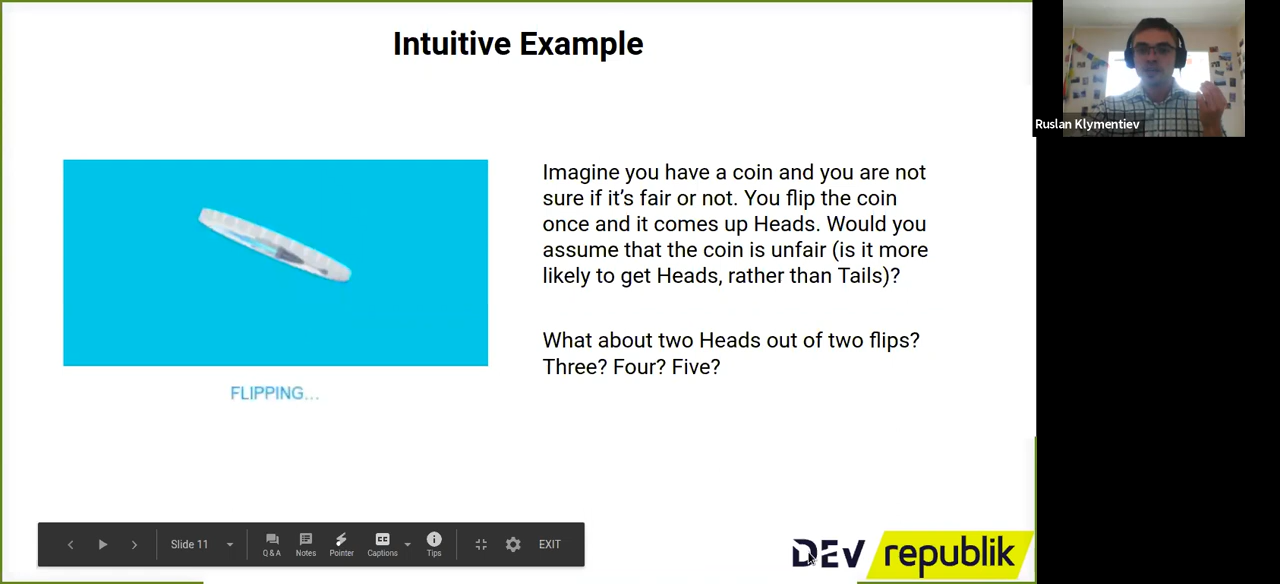 Intuitive Example
Ruslan Klymentiev
Imagine you have a coin and you are not
sure if it’s fair or not. You flip the coin
once and it comes up Heads. Would you
assume that the coin is unfair (is it more
likely to get Heads, rather than Tails)?
What about two Heads out of two flips?
Three? Four? Five?
FLIPPING...
Slide 11
Q&A
Notes
Pointer
CC
Captions
Tips
EXIT
DEV republik